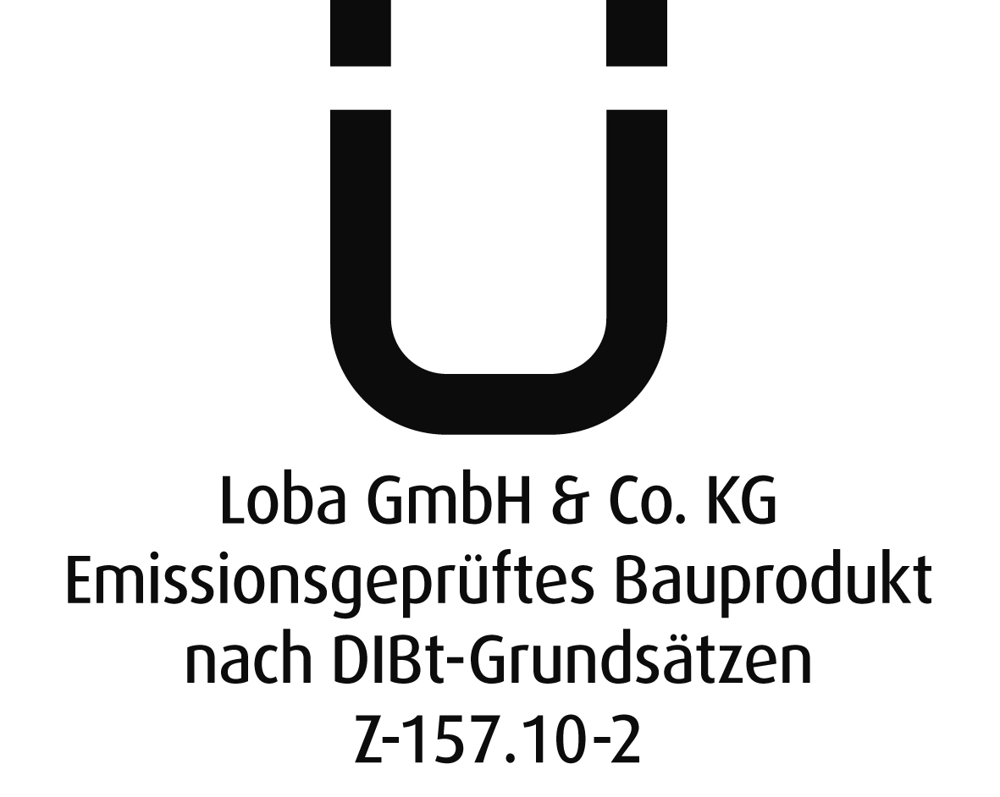 Ü
Loba GmbH & Co. KG
Emissionsgeprüftes Bauprodukt
nach DIBt-Grundsätzen
Z-157.10-2